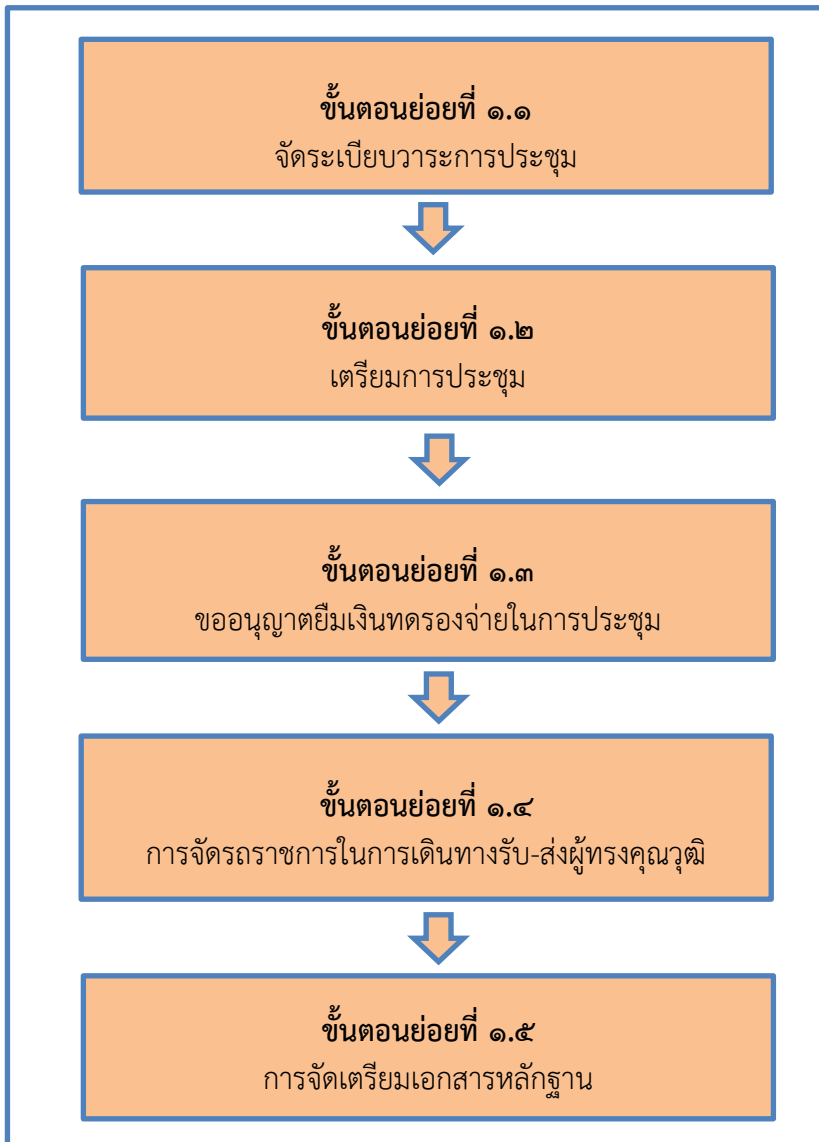 ขั้นตอนย่อยที่ ๑.๑
จัดระเบียบวาระการประชุม
ขั้นตอนย่อยที่ ๑.๒
เตรียมการประชุม
ขั้นตอนย่อยที่ ๑.๓
ขออนุญาตยืมเงินทดรองจ่ายในการประชุม
ขั้นตอนย่อยที่ ๑.๔
การจัดรถราชการในการเดินทางรับ-ส่งผู้ทรงคุณวุฒิ
ขั้นตอนย่อยที่ ๑.๕
การจัดเตรียมเอกสารหลักฐาน